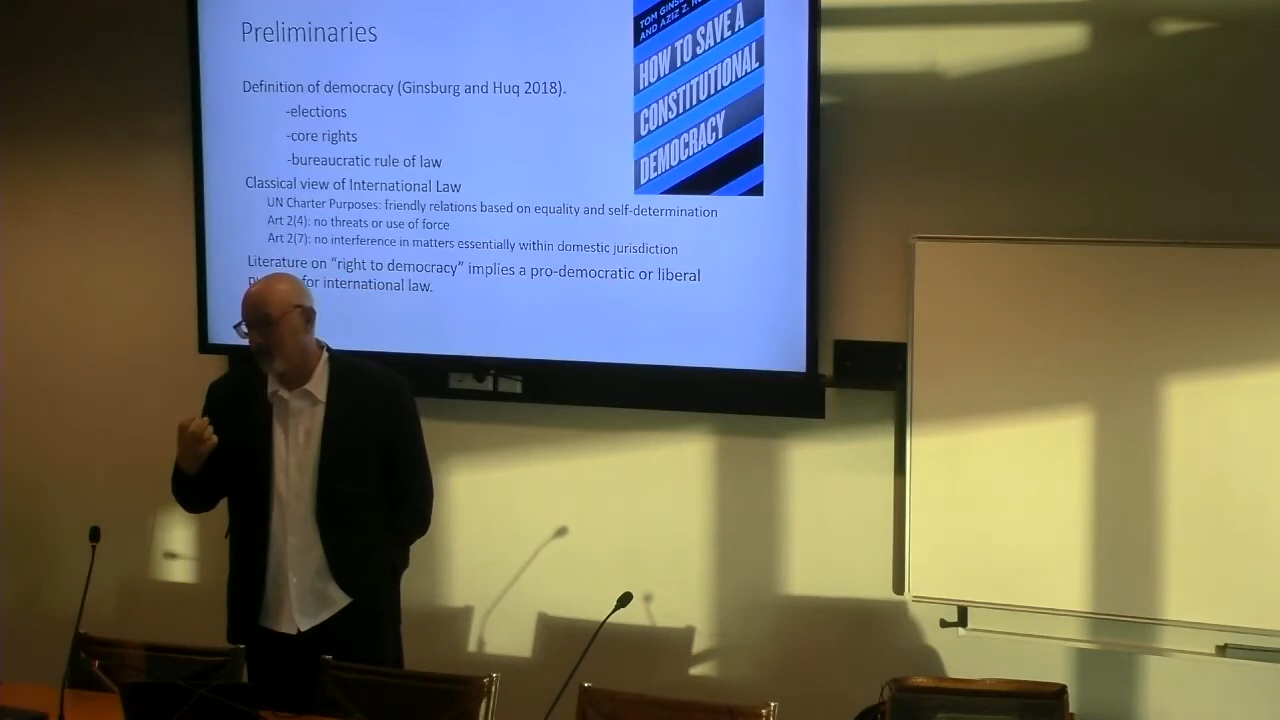 Preliminaries
Definition of democracy (Ginsburg and Huq 2018).
-elections
-core rights
-bureaucratic rule of law
Classical view of International Law
UN Charter Purposes: friendly relations based on equality and self-determination
Art 2(4): no threats or use of force
Art 2(7): no interference in matters essentially within domestic jurisdiction
Literature on “right to democracy” implies a pro-democratic or liberal
for international law.
TOM
AND AZIZ Z.
HOW TO SAVE A
CONSTITUTIONAL
DEMOCRACY